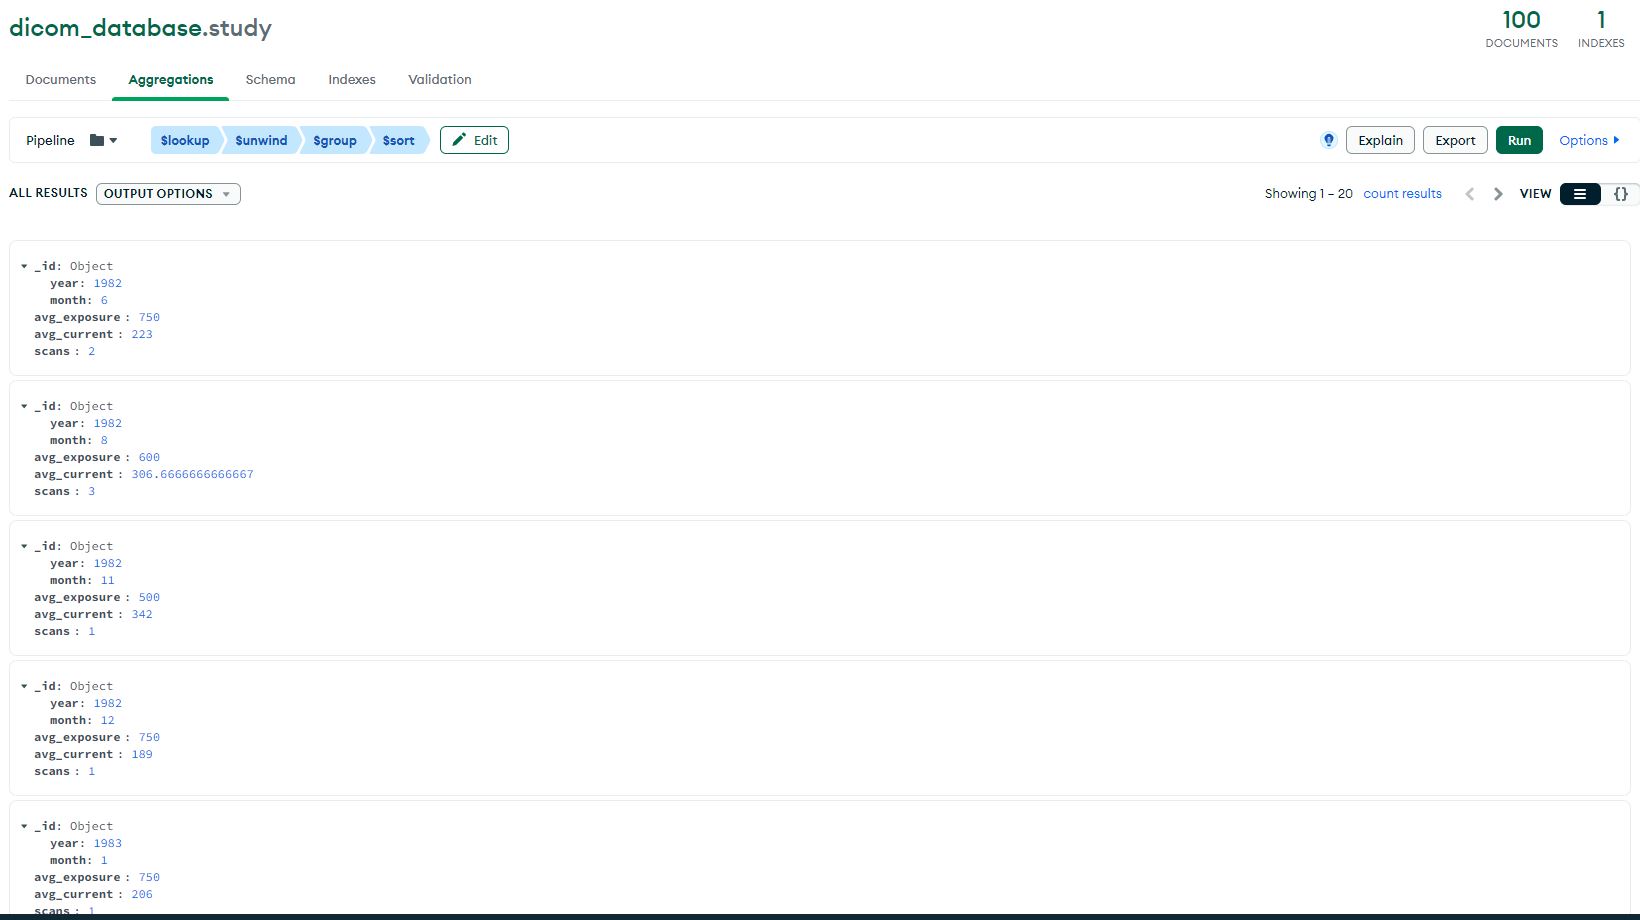 dicom_database.study
100 1
DOCUMENTS INDEXES
Documents Aggregations Schema Indexes Validation
Pipeline $lookup $unwind $group $sort Edit Explain Export Run Options
ALL RESULTS OUTPUT OPTIONS Showing 1 – 20 count results VIEW {}
_id: Object
year: 1982
month: 6
avg_exposure : 750
avg_current : 223
scans : 2
_id: Object
year: 1982
month: 8
avg_exposure : 600
avg_current : 306.6666666666667
scans : 3
_id: Object
year: 1982
month: 11
avg_exposure : 500
avg_current : 342
scans : 1
_id: Object
year: 1982
month: 12
avg_exposure : 750
avg_current : 189
scans : 1
_id: Object
year: 1983
month: 1
avg_exposure : 750
avg_current : 206
scans : 1